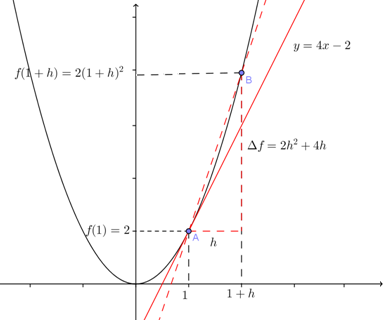 y = 4x − 2
f(1 + h) = 2(1 + h)²
B
Δf = 2h² + 4h
f(1) = 2
A
h
1
1 + h